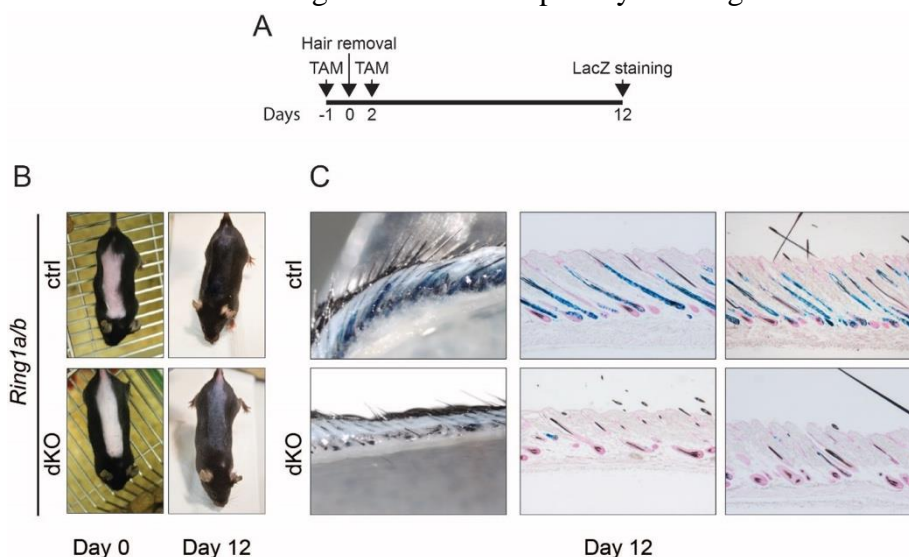 A
Hair removal
TAM TAM
LacZ staining
Days -1 0 2 12
B
C
Ring1a/b
ctrl
dKO
ctrl
dKO
Day 0 Day 12
Day 12